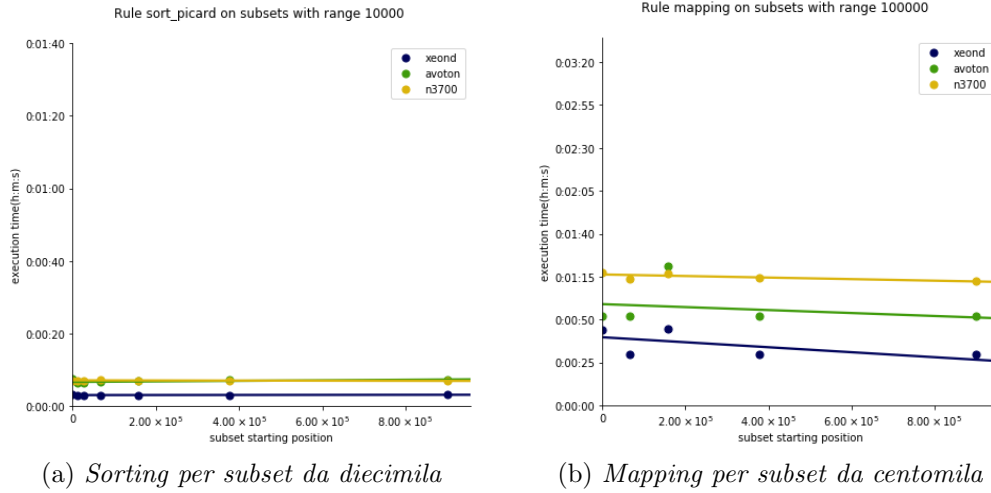 Rule sort_picard on subsets with range 10000
0:01:40
0:01:20
0:01:00
0:00:40
0:00:20
0:00:00
execution time(h:m:s)
xeond
avoton
n3700
0
2.00 × 10⁵
4.00 × 10⁵
6.00 × 10⁵
8.00 × 10⁵
subset starting position
(a) Sorting per subset da diecimila
Rule mapping on subsets with range 100000
0:03:20
0:02:55
0:02:30
0:02:05
0:01:40
0:01:15
0:00:50
0:00:25
0:00:00
execution time(h:m:s)
xeond
avoton
n3700
0
2.00 × 10⁵
4.00 × 10⁵
6.00 × 10⁵
8.00 × 10⁵
subset starting position
(b) Mapping per subset da centomila